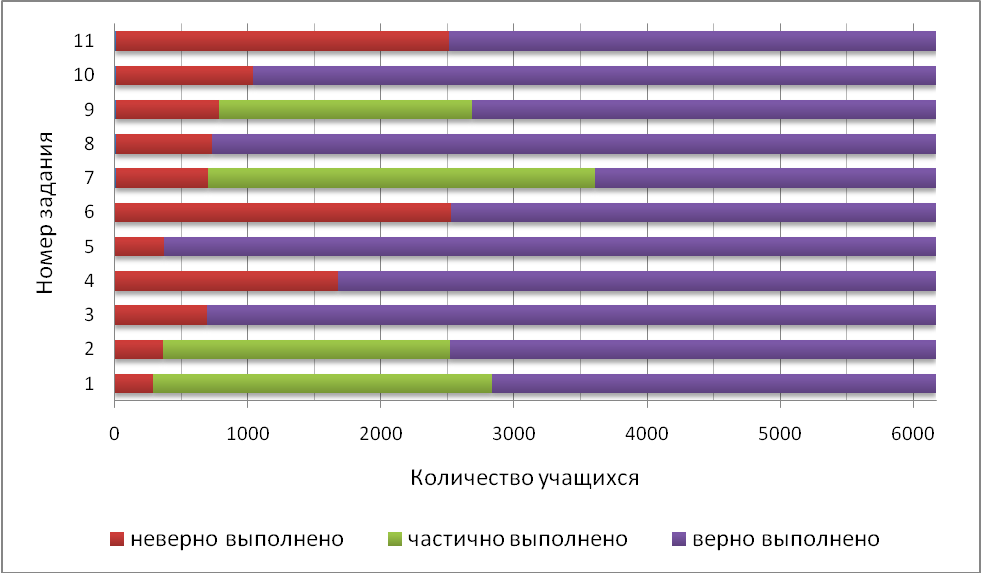 Номер задания
11
10
9
8
7
6
5
4
3
2
1
0 1000 2000 3000 4000 5000 6000
Количество учащихся
неверно выполнено частично выполнено верно выполнено